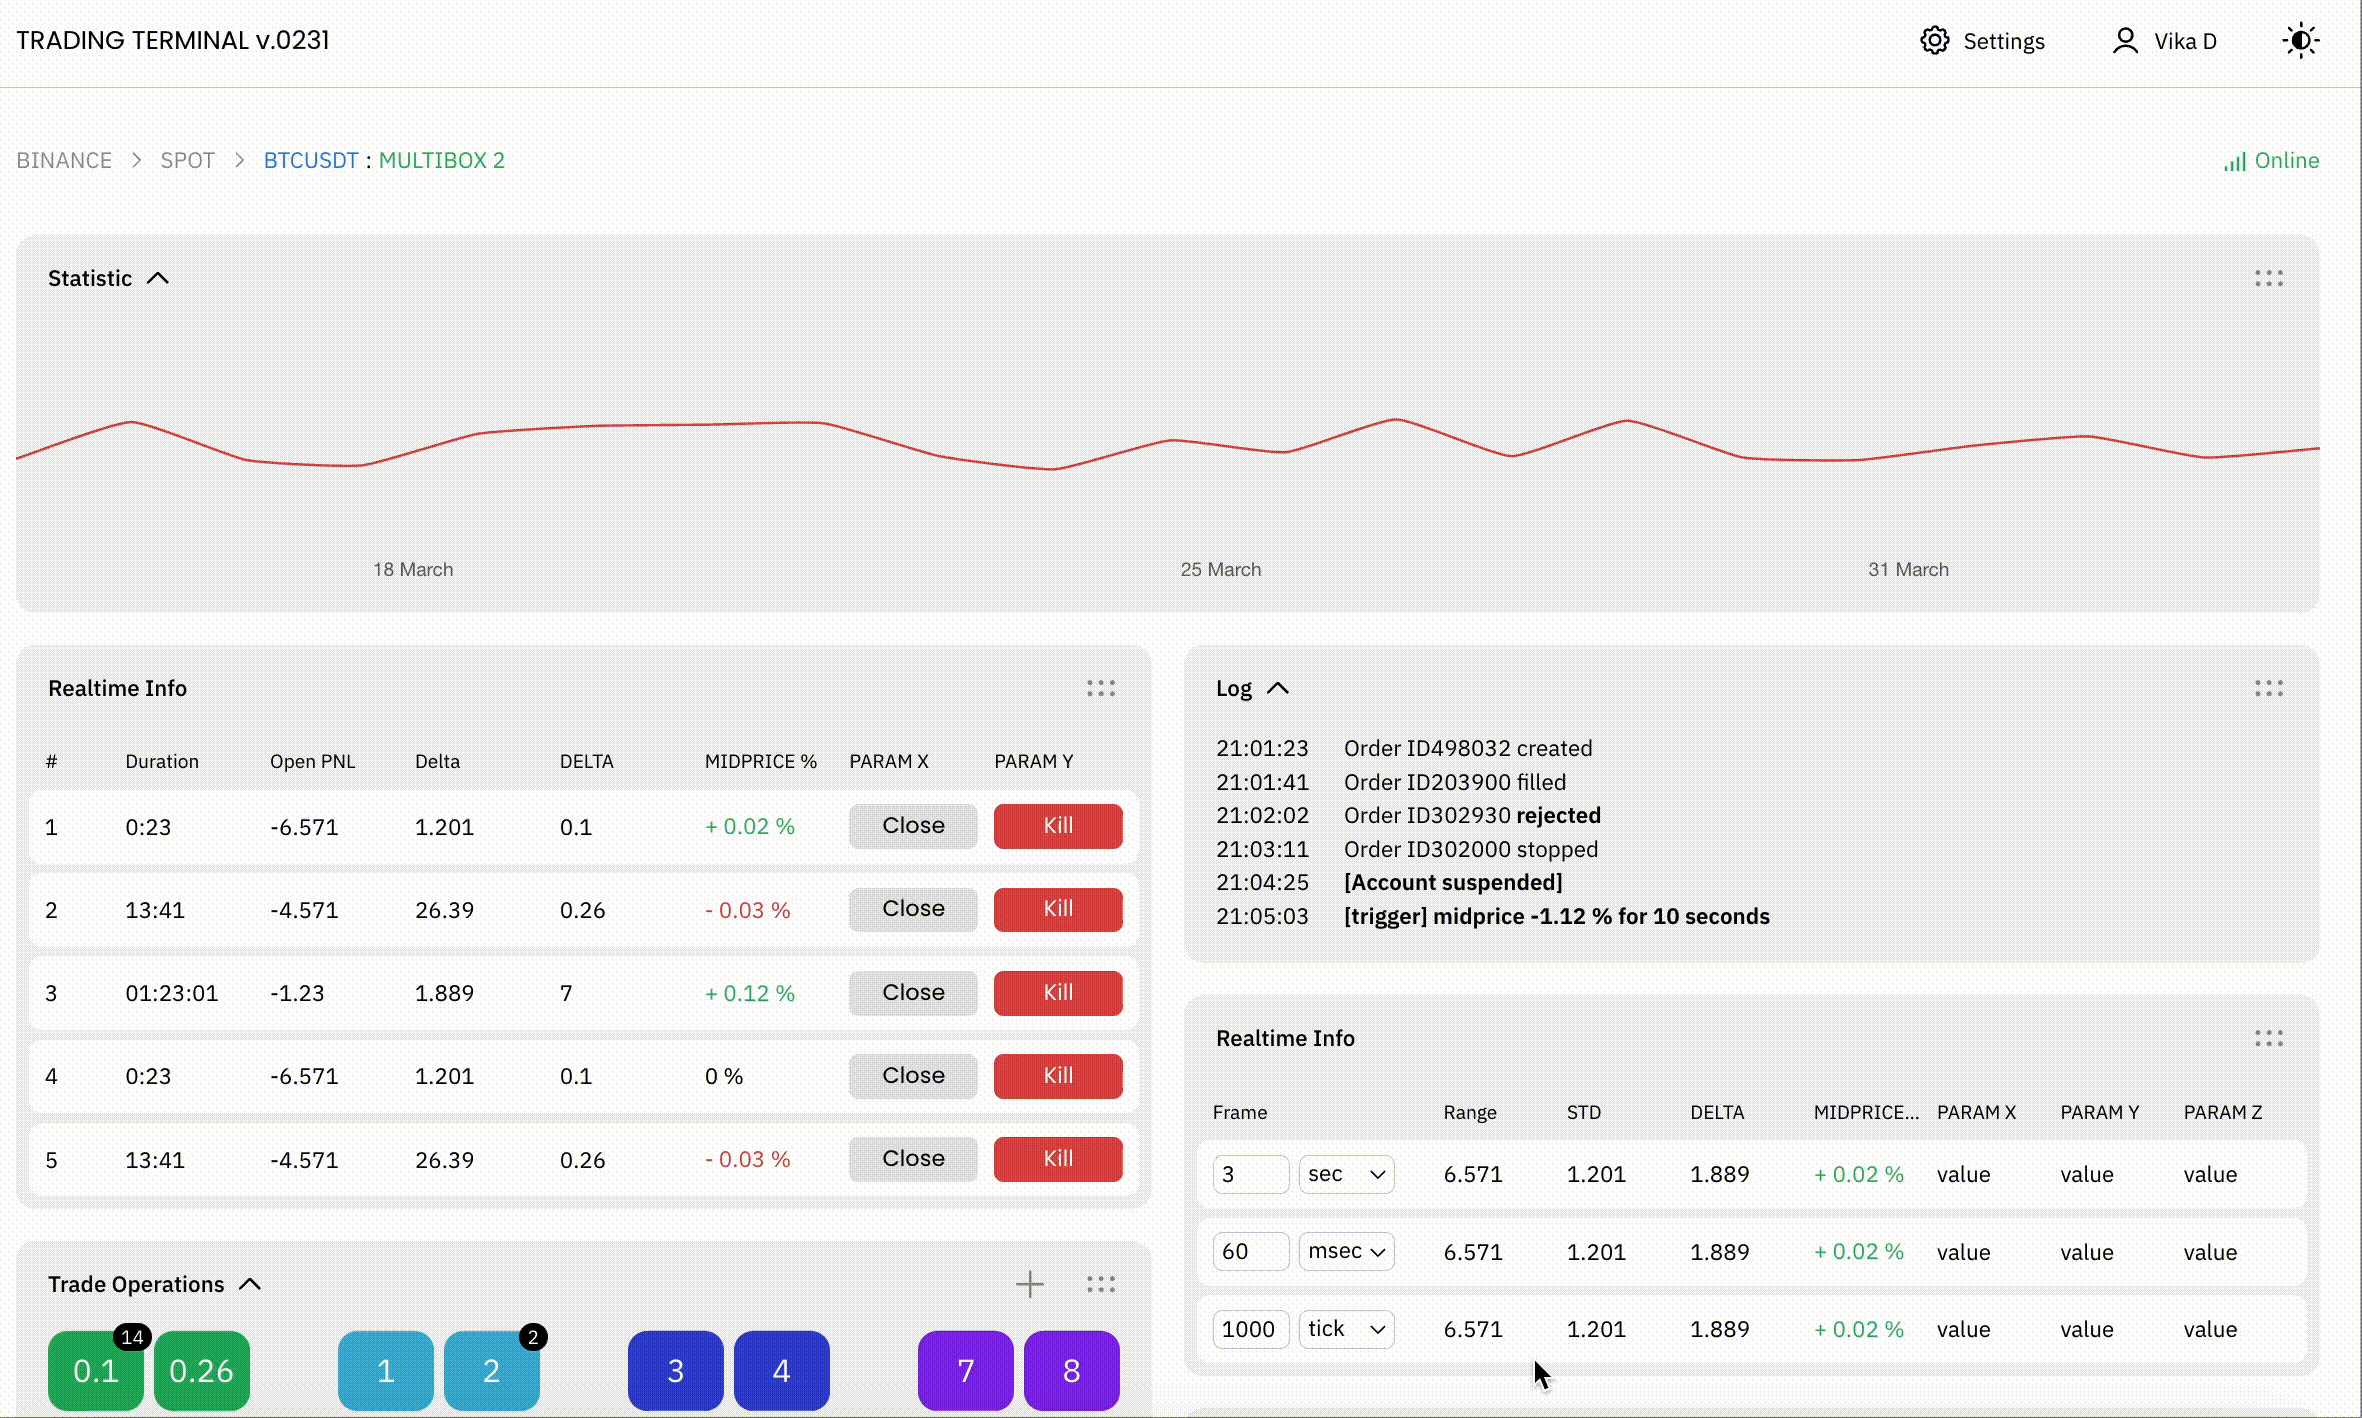 TRADING TERMINAL v.0231
Settings
Vika D
BINANCE > SPOT > BTCUSDT : MULTIBOX 2
Online
Statistic
18 March 25 March 31 March
Realtime Info
# Duration Open PNL Delta DELTA MIDPRICE % PARAM X PARAM Y
1 0:23 -6.571 1.201 0.1 + 0.02 % Close Kill
2 13:41 -4.571 26.39 0.26 - 0.03 % Close Kill
3 01:23:01 -1.23 1.889 7 + 0.12 % Close Kill
4 0:23 -6.571 1.201 0.1 0 % Close Kill
5 13:41 -4.571 26.39 0.26 - 0.03 % Close Kill
Log
21:01:23 Order ID498032 created
21:01:41 Order ID203900 filled
21:02:02 Order ID302930 rejected
21:03:11 Order ID302000 stopped
21:04:25 [Account suspended]
21:05:03 [trigger] midprice -1.12 % for 10 seconds
Realtime Info
Frame Range STD DELTA MIDPRICE... PARAM X PARAM Y PARAM Z
3 sec 6.571 1.201 1.889 + 0.02 % value value value
60 msec 6.571 1.201 1.889 + 0.02 % value value value
1000 tick 6.571 1.201 1.889 + 0.02 % value value value
Trade Operations
14 2
0.1 0.26 1 2 3 4 7 8